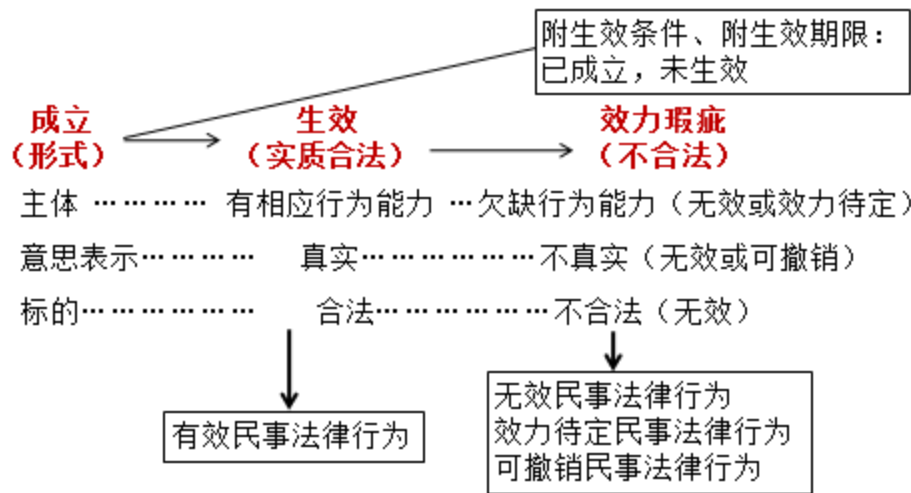 附生效条件、附生效期限：
已成立，未生效
成立 生效 效力瑕疵
（形式） （实质合法） （不合法）
主体 ………… 有相应行为能力 …欠缺行为能力（无效或效力待定）
意思表示………… 真实………………不真实（无效或可撤销）
标的……………… 合法………………不合法（无效）
有效民事法律行为
无效民事法律行为
效力待定民事法律行为
可撤销民事法律行为